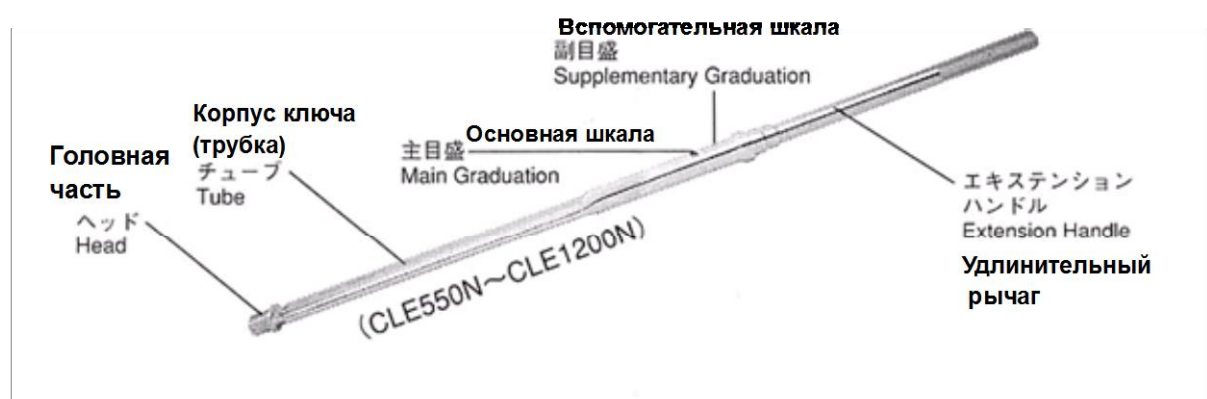 Вспомогательная шкала
副目盛
Supplementary Graduation
Корпус ключа
(трубка)
チューブ
Tube
Основная шкала
主目盛
Main Graduation
Головная
часть
ヘッド
Head
エキステンション
ハンドル
Extension Handle
Удлинительный
рычаг
(CLE550N～CLE1200N)